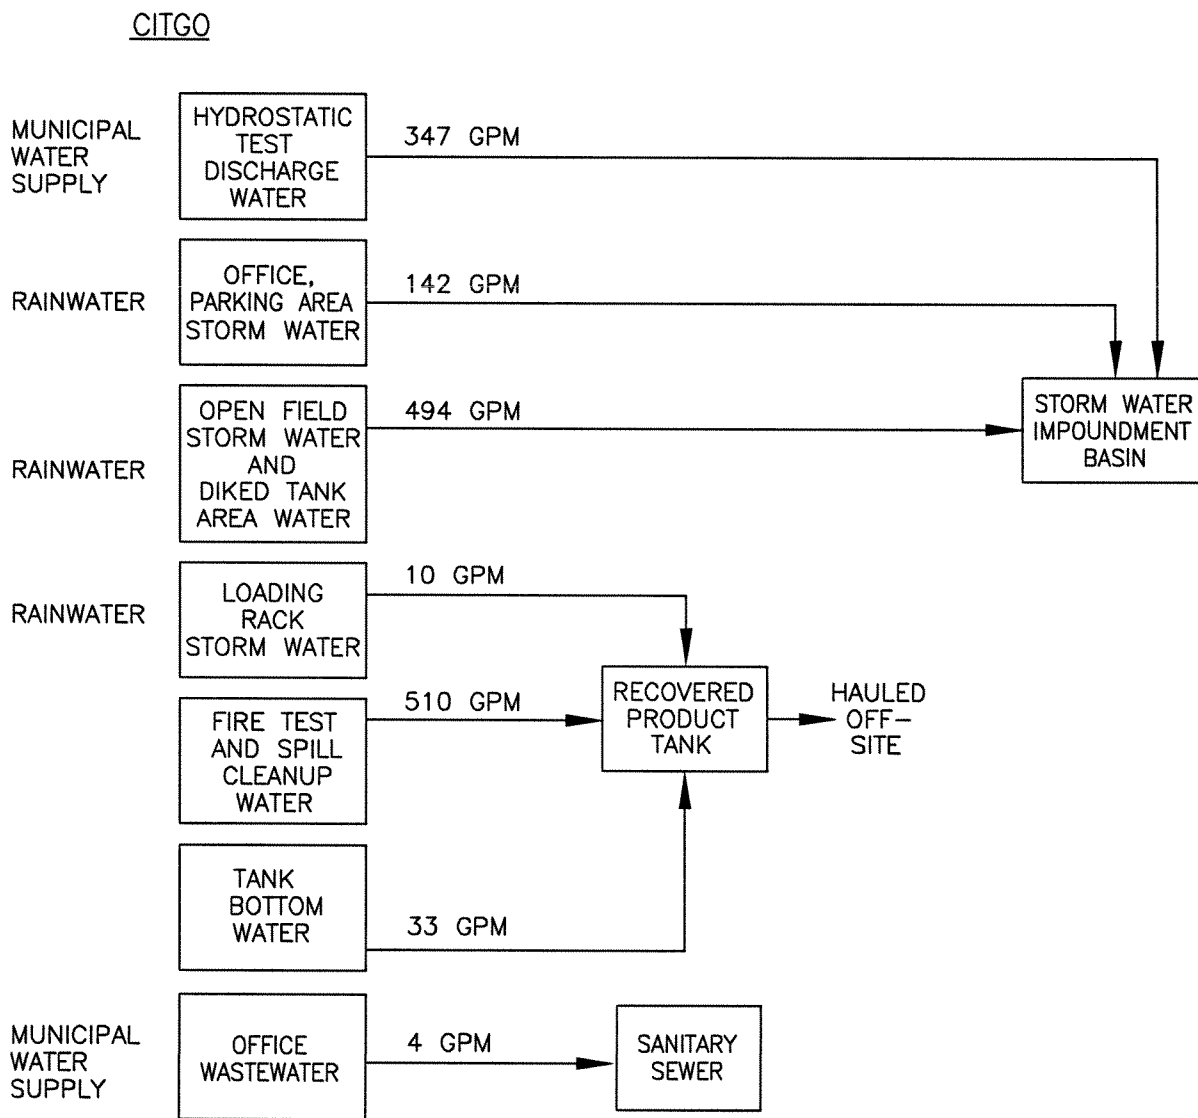 CITGO
MUNICIPAL
WATER
SUPPLY
HYDROSTATIC
TEST
DISCHARGE
WATER
347 GPM
RAINWATER
OFFICE,
PARKING AREA
STORM WATER
142 GPM
RAINWATER
OPEN FIELD
STORM WATER
AND
DIKED TANK
AREA WATER
494 GPM
STORM WATER
IMPOUNDMENT
BASIN
RAINWATER
LOADING
RACK
STORM WATER
10 GPM
FIRE TEST
AND SPILL
CLEANUP
WATER
510 GPM
RECOVERED
PRODUCT
TANK
HAULED
OFF-
SITE
TANK
BOTTOM
WATER
33 GPM
MUNICIPAL
WATER
SUPPLY
OFFICE
WASTEWATER
4 GPM
SANITARY
SEWER